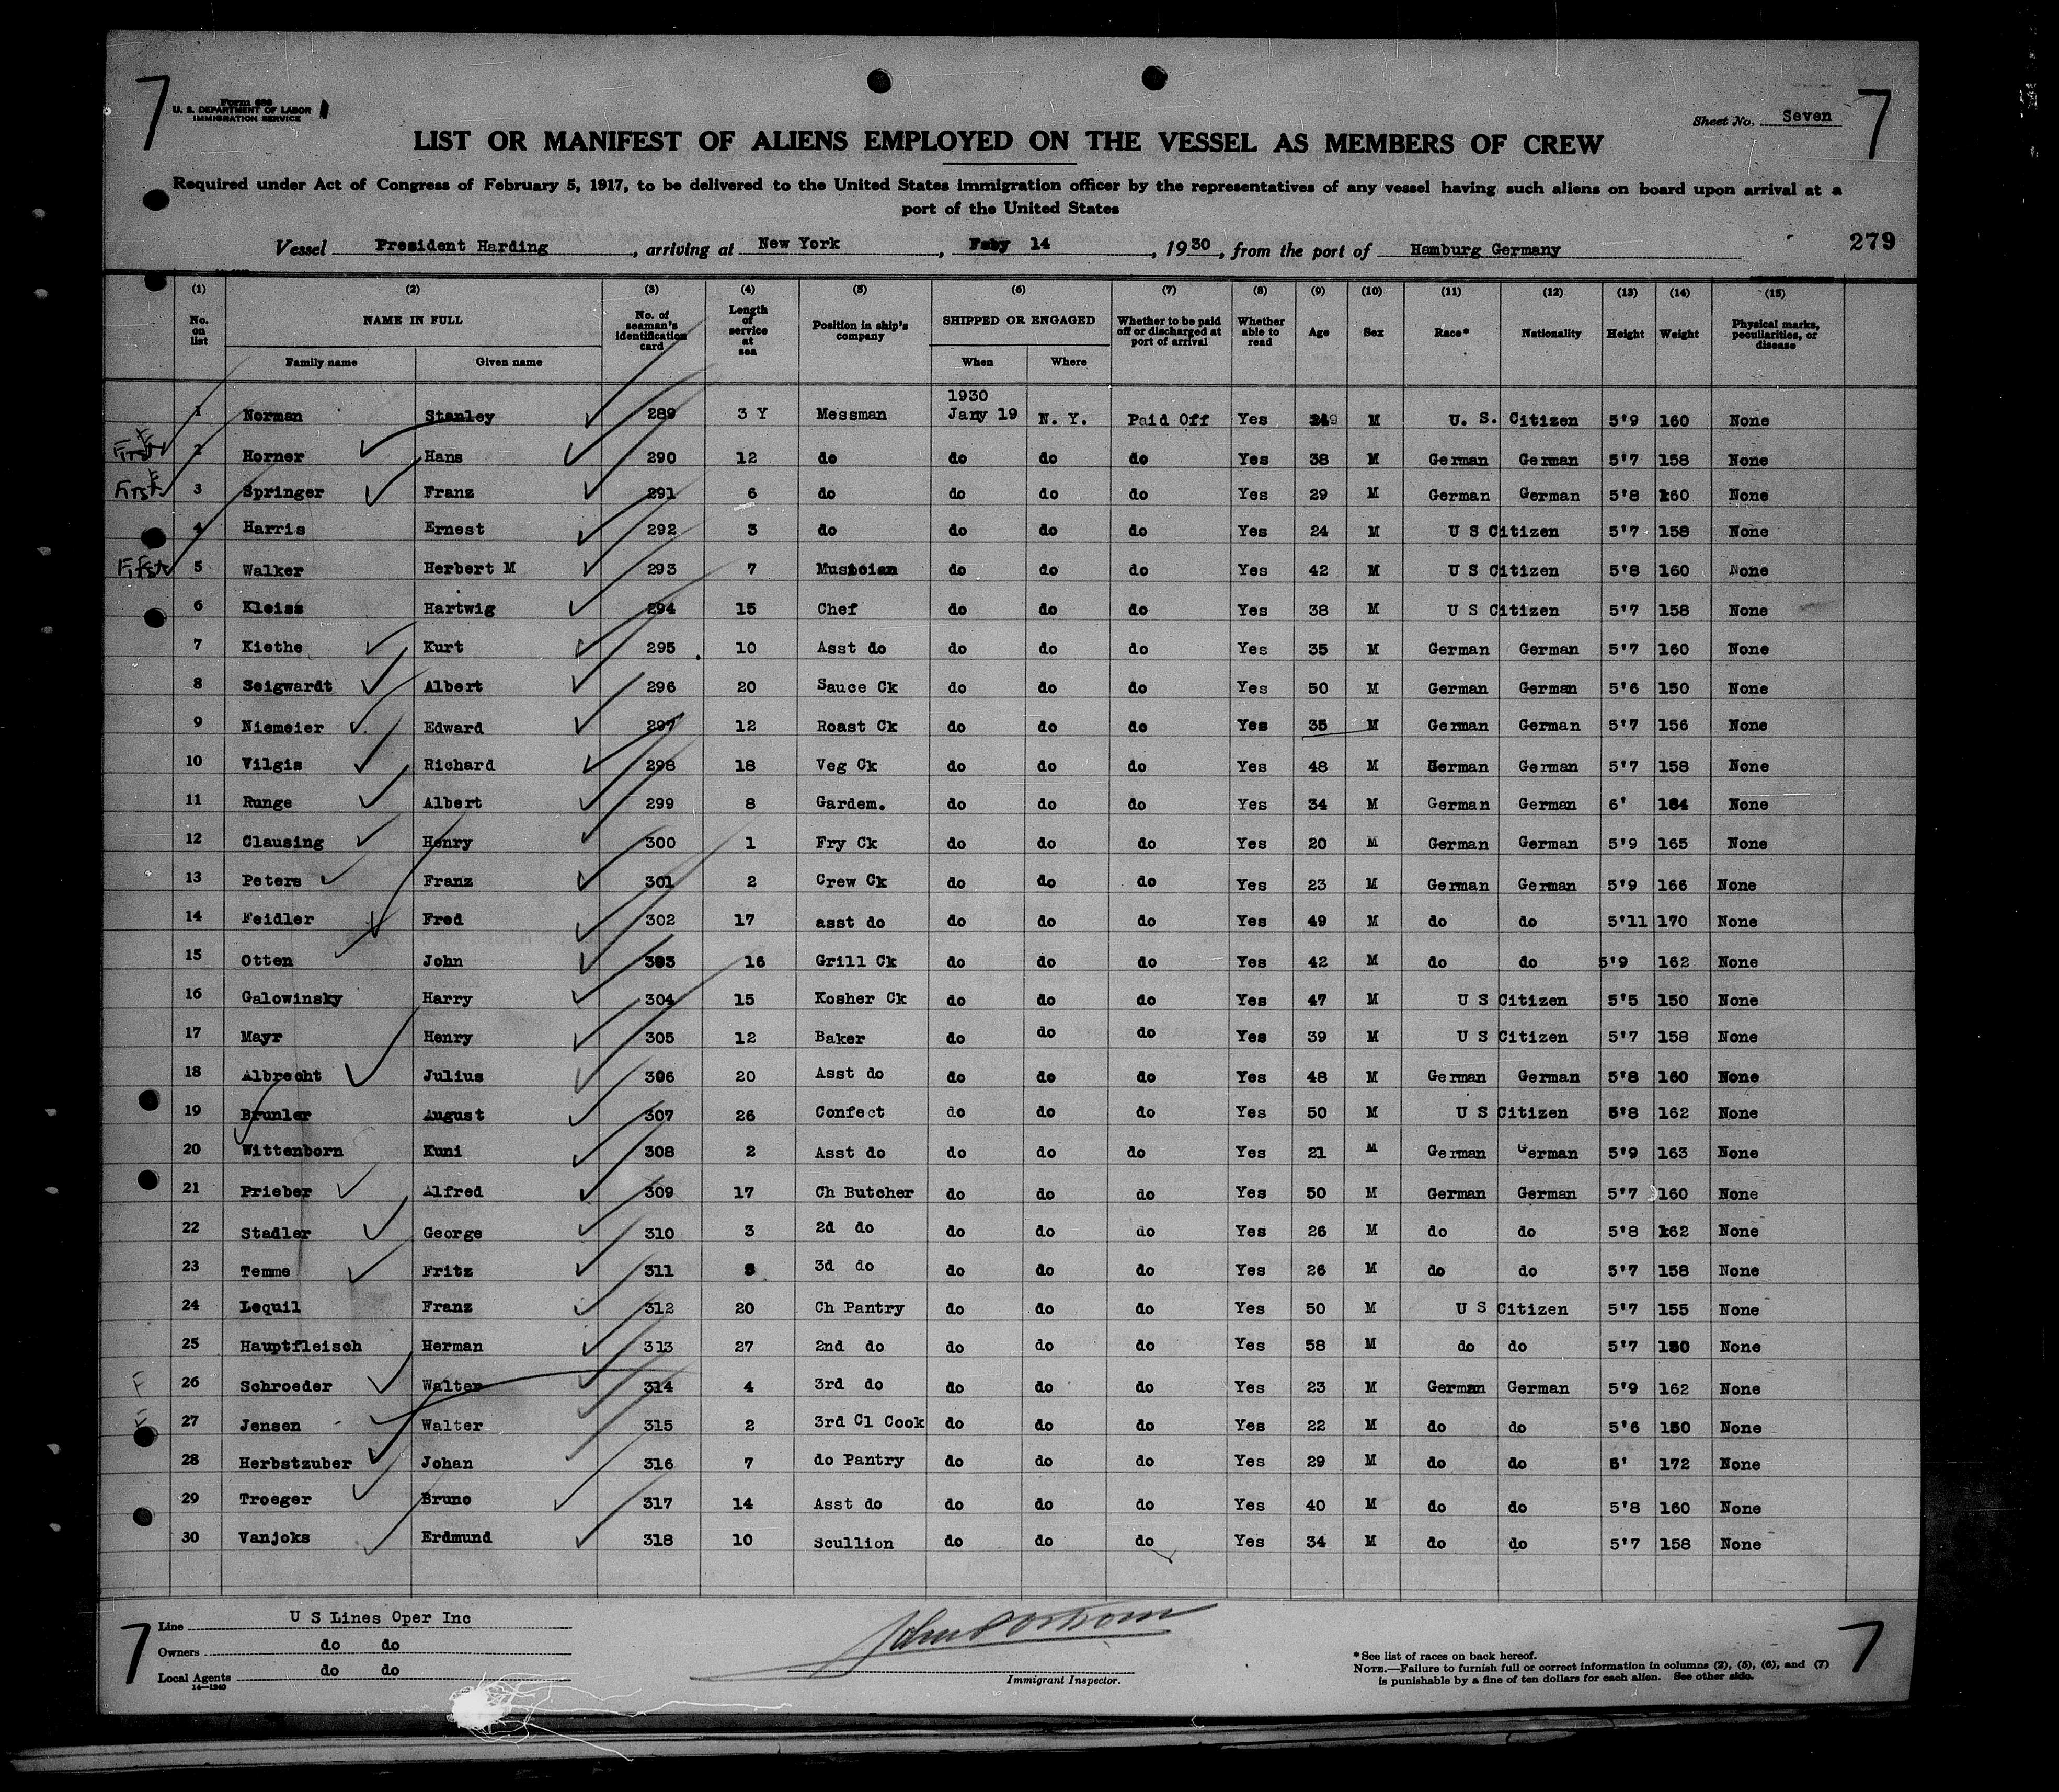 7
Form 689
U. S. DEPARTMENT OF LABOR
IMMIGRATION SERVICE
Sheet No. Seven
7
LIST OR MANIFEST OF ALIENS EMPLOYED ON THE VESSEL AS MEMBERS OF CREW
Required under Act of Congress of February 5, 1917, to be delivered to the United States immigration officer by the representatives of any vessel having such aliens on board upon arrival at a
port of the United States
Vessel President Harding, arriving at New York, Feby 14, 1930, from the port of Hamburg Germany
279
(1) (2) (3) (4) (5) (6) (7) (8) (9) (10) (11) (12) (13) (14) (15)
No. on list NAME IN FULL Family name Given name No. of seaman's identification card Length of service at sea Position in ship's company SHIPPED OR ENGAGED When Where Whether to be paid off or discharged at port of arrival Whether able to read Age Sex Race* Nationality Height Weight Physical marks, peculiarities, or disease
1930
1 Norman Stanley 289 3 Y Messman Jany 19 N. Y. Paid Off Yes M U. S. Citizen 5'9 160 None
First 2 Horner Hans 290 12 do do do do Yes 38 M German German 5'7 158 None
First 3 Springer Franz 291 6 do do do do Yes 29 M German German 5'8 160 None
4 Harris Ernest 292 3 do do do do Yes 24 M U S Citizen 5'7 158 None
First 5 Walker Herbert M 293 7 Musician do do do Yes 42 M U S Citizen 5'8 160 None
6 Kleiss Hartwig 294 15 Chef do do do Yes 38 M U S Citizen 5'7 158 None
7 Kiethe Kurt 295 10 Asst do do do do Yes 35 M German German 5'7 160 None
8 Seigwardt Albert 296 20 Sauce Ck do do do Yes 50 M German German 5'6 150 None
9 Niemeier Edward 297 12 Roast Ck do do do Yes 35 M German German 5'7 156 None
10 Vilgis Richard 298 18 Veg Ck do do do Yes 48 M German German 5'7 158 None
11 Runge Albert 299 8 Gardem. do do do Yes 34 M German German 6' 184 None
12 Clausing Henry 300 1 Fry Ck do do do Yes 20 M German German 5'9 165 None
13 Peters Franz 301 2 Crew Ck do do do Yes 23 M German German 5'9 166 None
14 Feidler Fred 302 17 asst do do do do Yes 49 M do do 5'11 170 None
15 Otten John 303 16 Grill Ck do do do Yes 42 M do do 5'9 162 None
16 Galowinsky Harry 304 15 Kosher Ck do do do Yes 47 M U S Citizen 5'5 150 None
17 Mayr Henry 305 12 Baker do do do Yes 39 M U S Citizen 5'7 158 None
18 Albrecht Julius 306 20 Asst do do do do Yes 48 M German German 5'8 160 None
19 Brunler August 307 26 Confect do do do Yes 50 M U S Citizen 5'8 162 None
20 Wittenborn Kuni 308 2 Asst do do do do Yes 21 M German German 5'9 163 None
21 Prieber Alfred 309 17 Ch Butcher do do do Yes 50 M German German 5'7 160 None
22 Stadler George 310 3 2d do do do do Yes 26 M do do 5'8 162 None
23 Temme Fritz 311 3d do do do do Yes 26 M do do 5'7 158 None
24 Lequil Franz 312 20 Ch Pantry do do do Yes 50 M U S Citizen 5'7 155 None
25 Hauptfleisch Herman 313 27 2nd do do do do Yes 58 M do do 5'7 150 None
F 26 Schroeder Walter 314 4 3rd do do do do Yes 23 M German German 5'9 162 None
F 27 Jensen Walter 315 2 3rd Cl Cook do do do Yes 22 M do do 5'6 150 None
28 Herbstzuber Johan 316 7 do Pantry do do do Yes 29 M do do 172 None
29 Troeger Bruno 317 14 Asst do do do do Yes 40 M do do 5'8 160 None
30 Vanjoks Erdmund 318 10 Scullion do do do Yes 34 M do do 5'7 158 None
Line U S Lines Oper Inc
Owners do do
Local Agents do do
14—1240
7
Immigrant Inspector.
*See list of races on back hereof.
NOTE.—Failure to furnish full or correct information in columns (2), (5), (6), and (7)
is punishable by a fine of ten dollars for each alien. See other side.
7